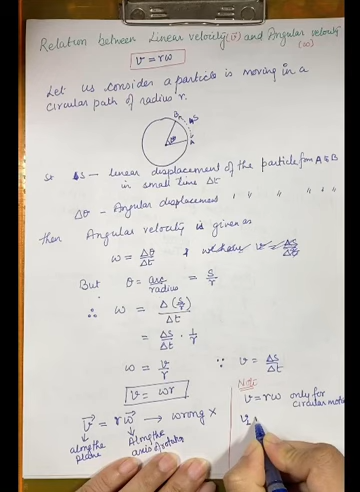 Relation between Linear velocity (v⃗) and Angular velocity (ω)
v = rω
Let us consider a particle is moving in a
circular path of radius r.
B r ΔS
Δθ
A
ΔS — Linear displacement of the particle from A to B
in small time Δt
Δθ - Angular displacement " " " " "
then Angular velocity is given as
ω = Δθ/Δt & v = ΔS/Δt
But θ = arc/radius = S/r
∴ ω = Δ(S/r)/Δt
= ΔS/Δt · 1/r
ω = v/r ∵ v = ΔS/Δt
v = ωr
Note
v = rω only for
circular motion
v⃗ = r ω⃗ → wrong ×
along the plane
Along the axis of rotation